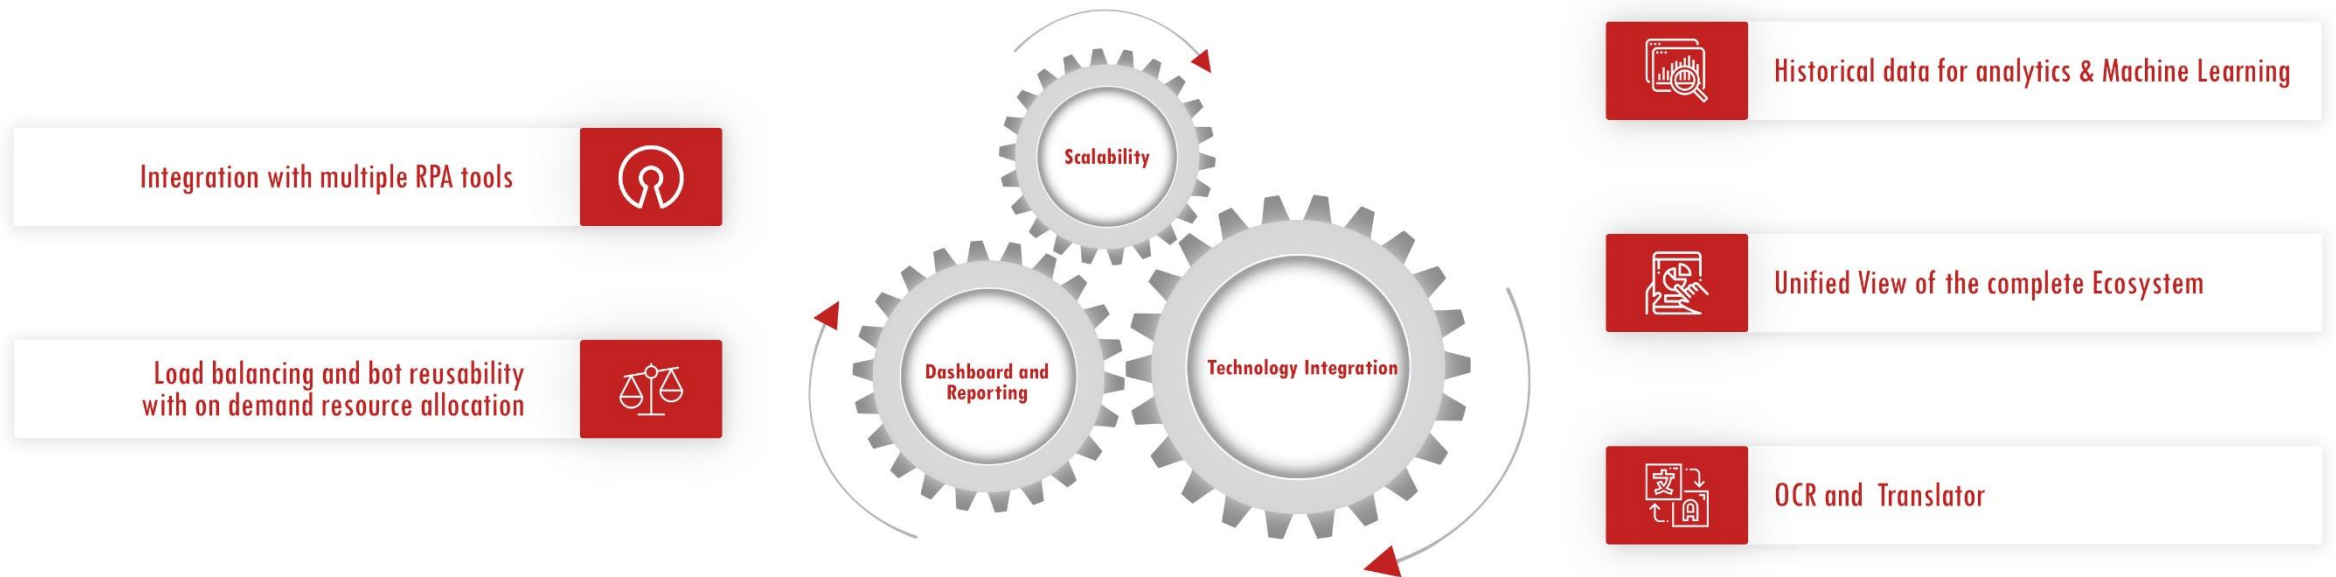 Integration with multiple RPA tools
Load balancing and bot reusability
with on demand resource allocation
Scalability
Dashboard and
Reporting
Technology Integration
Historical data for analytics & Machine Learning
Unified View of the complete Ecosystem
文
A
OCR and Translator